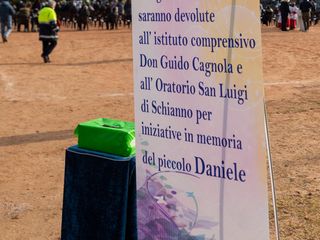 saranno devolute
all' istituto comprensivo
Don Guido Cagnola e
all' Oratorio San Luigi
di Schianno per
iniziative in memoria
del piccolo Daniele